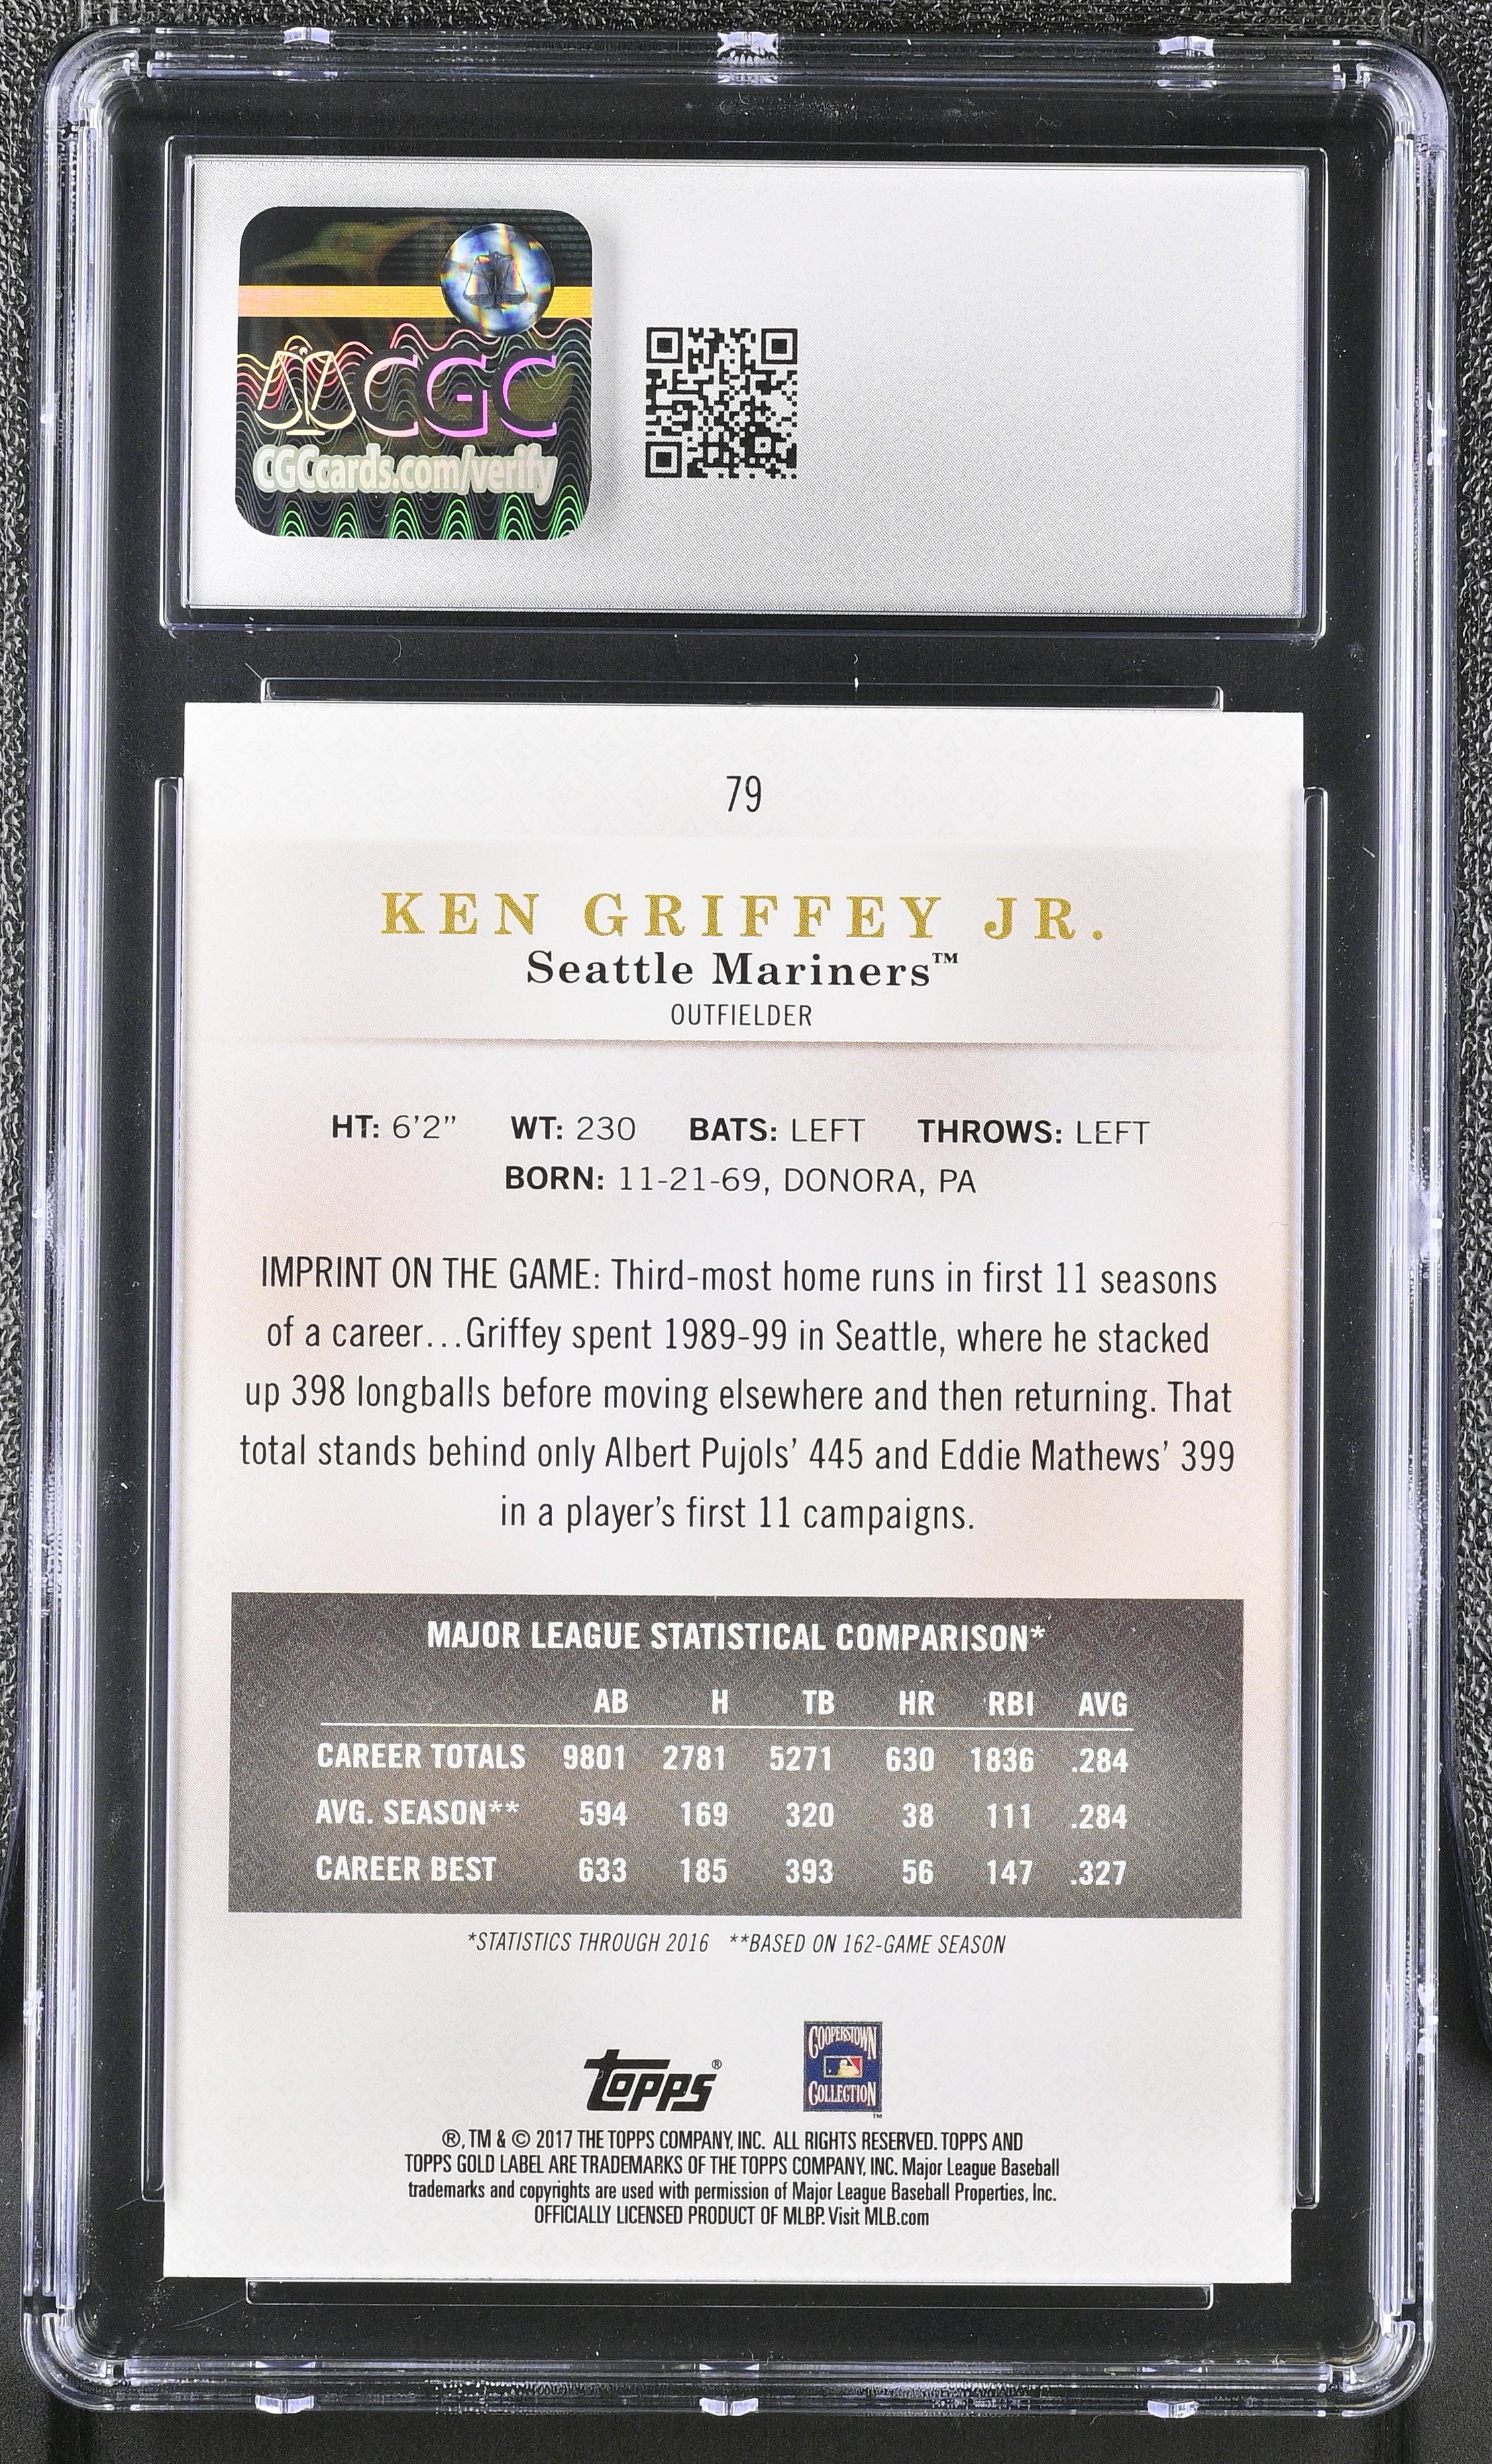 CGC
CGCcards.com/verify
79
KEN GRIFFEY JR.
Seattle Mariners™
OUTFIELDER
HT: 6'2" WT: 230 BATS: LEFT THROWS: LEFT
BORN: 11-21-69, DONORA, PA
IMPRINT ON THE GAME: Third-most home runs in first 11 seasons
of a career...Griffey spent 1989-99 in Seattle, where he stacked
up 398 longballs before moving elsewhere and then returning. That
total stands behind only Albert Pujols' 445 and Eddie Mathews' 399
in a player's first 11 campaigns.
MAJOR LEAGUE STATISTICAL COMPARISON*
AB H TB HR RBI AVG
CAREER TOTALS 9801 2781 5271 630 1836 .284
AVG. SEASON** 594 169 320 38 111 .284
CAREER BEST 633 185 393 56 147 .327
*STATISTICS THROUGH 2016 **BASED ON 162-GAME SEASON
topps®
COOPERSTOWN
COLLECTION™
®, TM & © 2017 THE TOPPS COMPANY, INC. ALL RIGHTS RESERVED. TOPPS AND
TOPPS GOLD LABEL ARE TRADEMARKS OF THE TOPPS COMPANY, INC. Major League Baseball
trademarks and copyrights are used with permission of Major League Baseball Properties, Inc.
OFFICIALLY LICENSED PRODUCT OF MLBP. Visit MLB.com